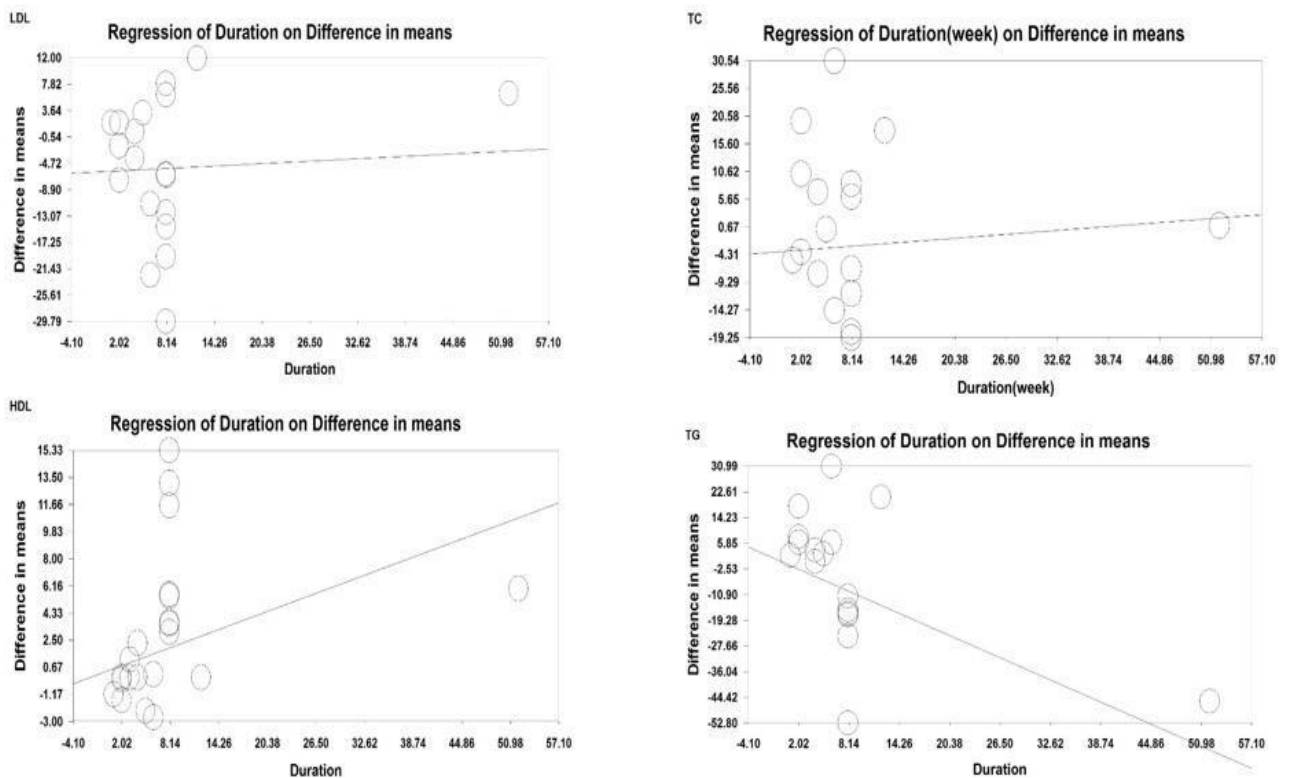 LDL
Regression of Duration on Difference in means
Difference in means
12.00
7.82
3.64
-0.54
-4.72
-8.90
-13.07
-17.25
-21.43
-25.61
-29.79
-4.10 2.02 8.14 14.26 20.38 26.50 32.62 38.74 44.86 50.98 57.10
Duration
TC
Regression of Duration(week) on Difference in means
Difference in means
30.54
25.56
20.58
15.60
10.62
5.65
0.67
-4.31
-9.29
-14.27
-19.25
-4.10 2.02 8.14 14.26 20.38 26.50 32.62 38.74 44.86 50.98 57.10
Duration(week)
HDL
Regression of Duration on Difference in means
Difference in means
15.33
13.50
11.66
9.83
8.00
6.16
4.33
2.50
0.67
-1.17
-3.00
-4.10 2.02 8.14 14.26 20.38 26.50 32.62 38.74 44.86 50.98 57.10
Duration
TG
Regression of Duration on Difference in means
Difference in means
30.99
22.61
14.23
5.85
-2.53
-10.90
-19.28
-27.66
-36.04
-44.42
-52.80
-4.10 2.02 8.14 14.26 20.38 26.50 32.62 38.74 44.86 50.98 57.10
Duration